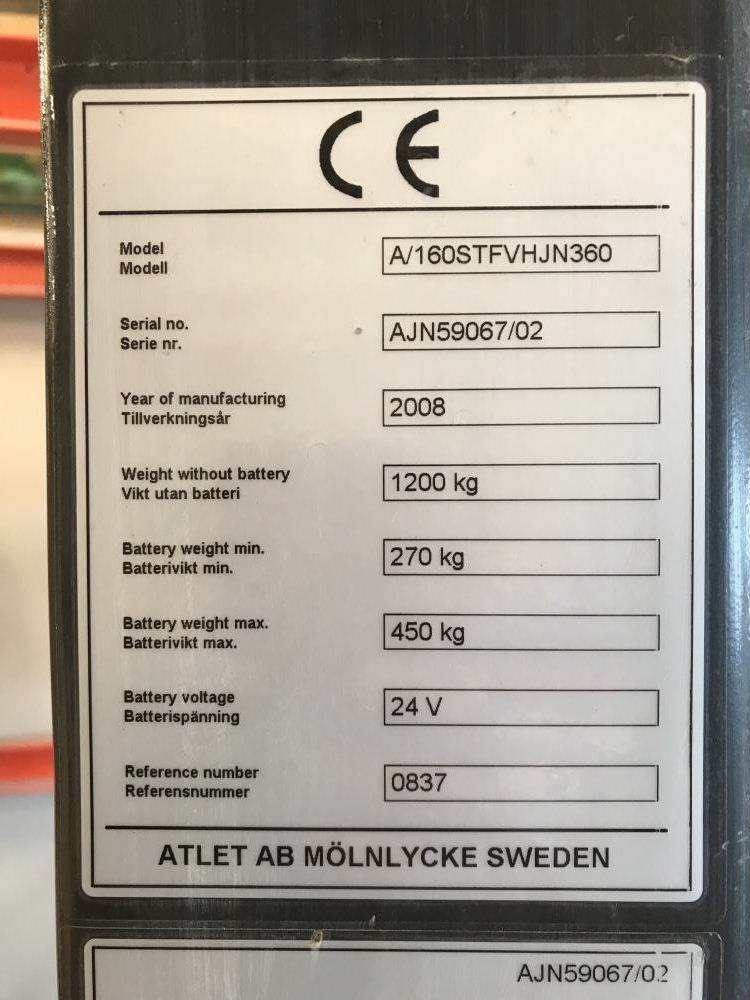 CE
Model
Modell
A/160STFVHJN360
Serial no.
Serie nr.
AJN59067/02
Year of manufacturing
Tillverkningsår
2008
Weight without battery
Vikt utan batteri
1200 kg
Battery weight min.
Batterivikt min.
270 kg
Battery weight max.
Batterivikt max.
450 kg
Battery voltage
Batterispänning
24 V
Reference number
Referensnummer
0837
ATLET AB MÖLNLYCKE SWEDEN
AJN59067/02